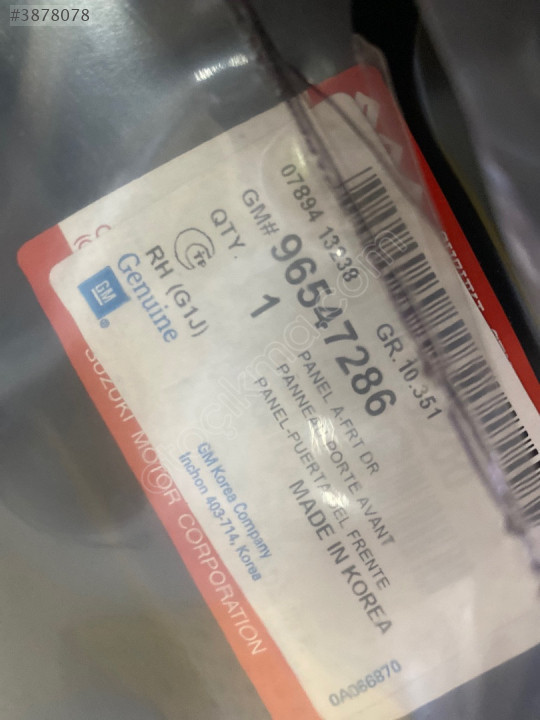 #3878078
07894 13238
GR.10.351
GM# 96547286
QTY 1
GM
Genuine
RH (G1J)
PANEL A-FRT DR
PANNEAU-PORTE AVANT
PANEL-PUERTA DEL FRENTE
MADE IN KOREA
GM Korea Company
Inchon 403-714, Korea
0A066870
SUZUKI MOTOR CORPORATION